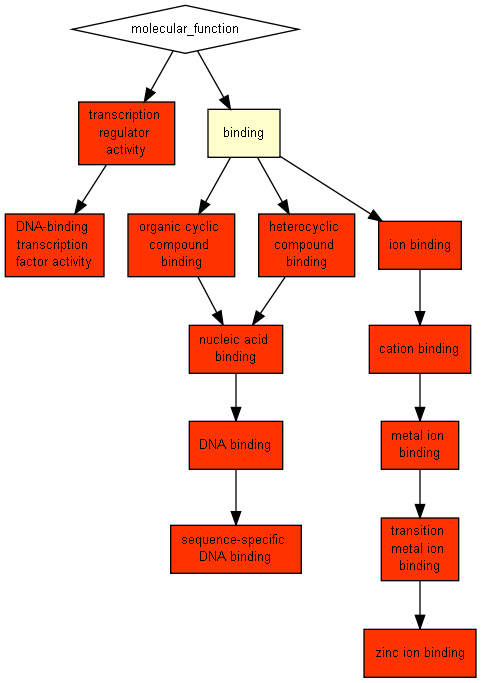 molecular_function
transcription
regulator
activity
binding
DNA-binding
transcription
factor activity
organic cyclic
compound
binding
heterocyclic
compound
binding
ion binding
nucleic acid
binding
cation binding
DNA binding
metal ion
binding
sequence-specific
DNA binding
transition
metal ion
binding
zinc ion binding